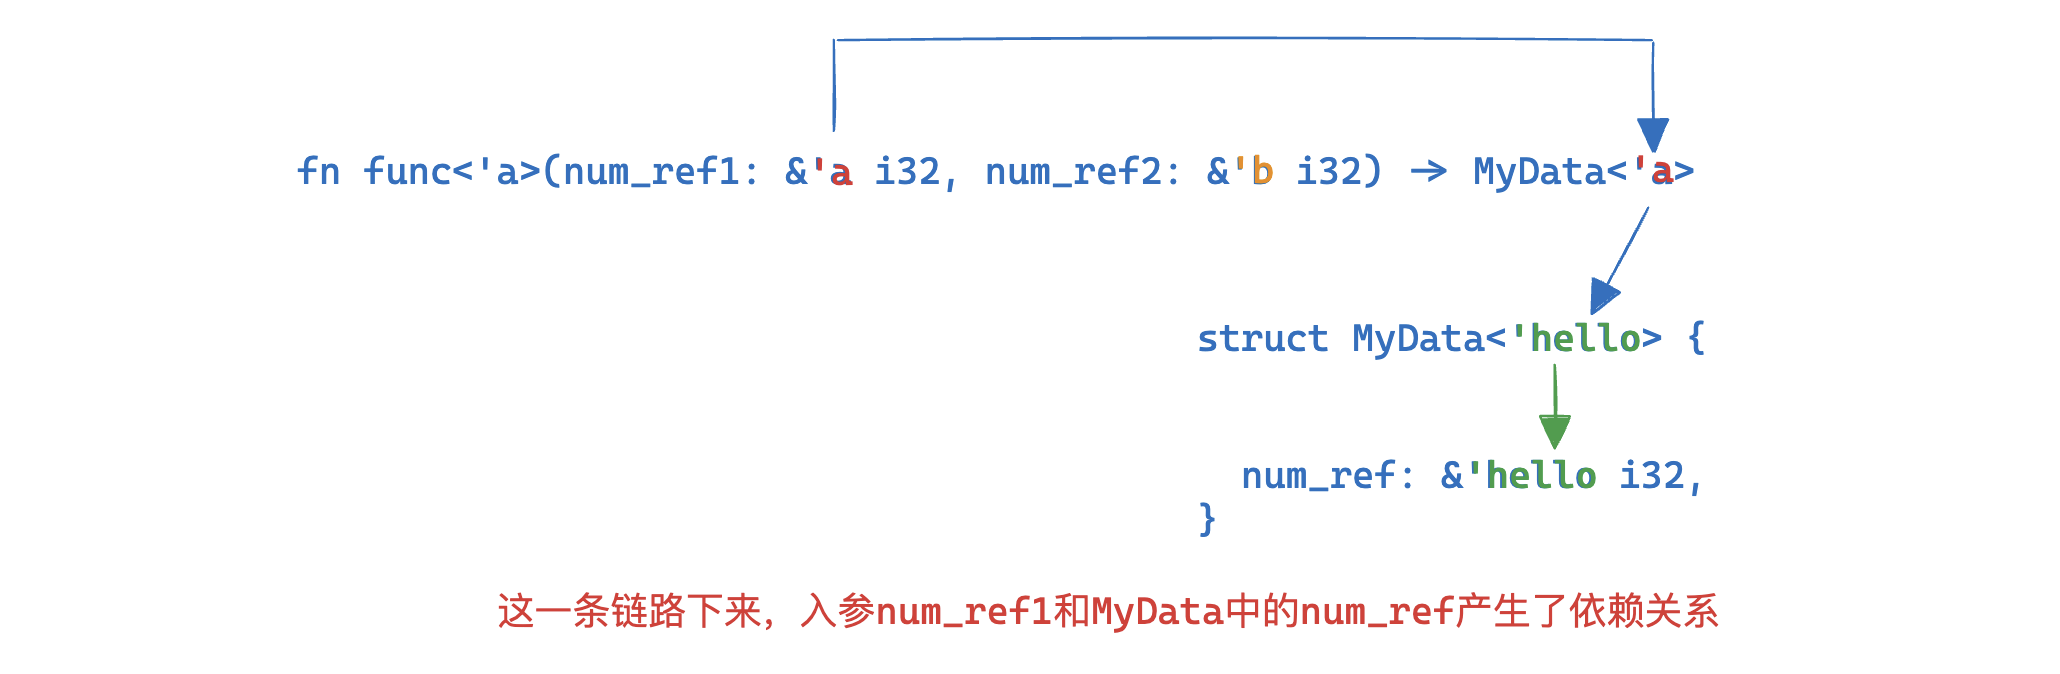 fn func<'a>(num_ref1: &'a i32, num_ref2: &'b i32) -> MyData<'a>
struct MyData<'hello> {
num_ref: &'hello i32,
}
这一条链路下来，入参num_ref1和MyData中的num_ref产生了依赖关系